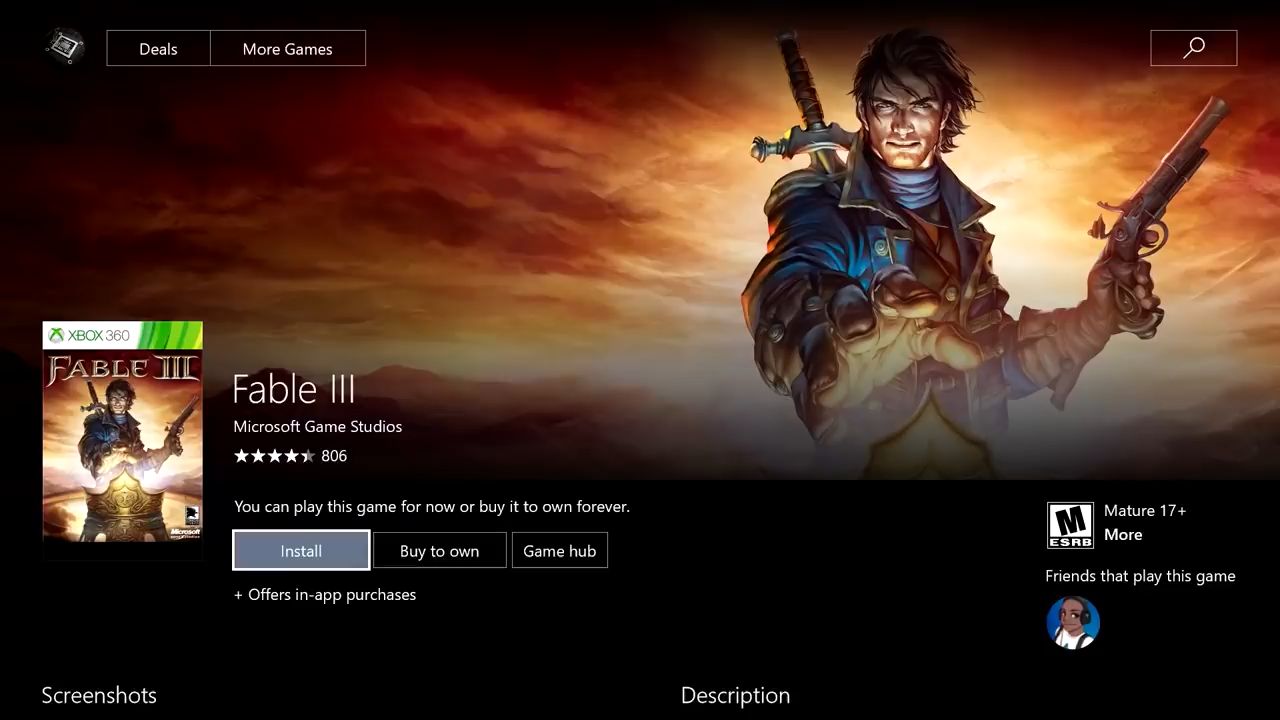 Deals
More Games
XBOX 360
FABLE III
Fable III
Microsoft Game Studios
806
You can play this game for now or buy it to own forever.
Install
Buy to own
Game hub
+ Offers in-app purchases
M
ESRB
Mature 17+
More
Friends that play this game
Screenshots
Description